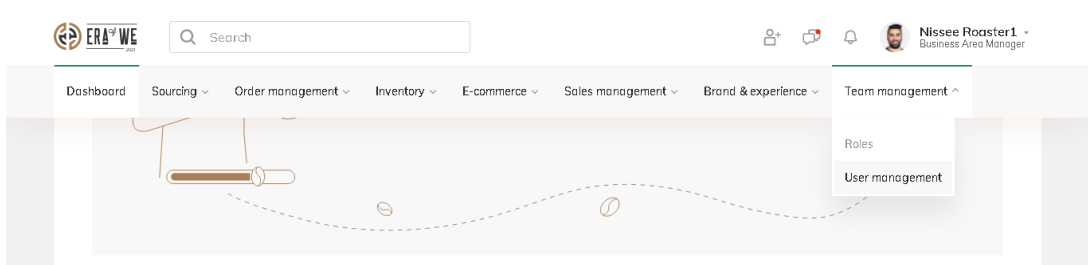 ERA of WE
2021
Search
Nissee Roaster1
Business Area Manager
Dashboard
Sourcing
Order management
Inventory
E-commerce
Sales management
Brand & experience
Team management
Roles
User management